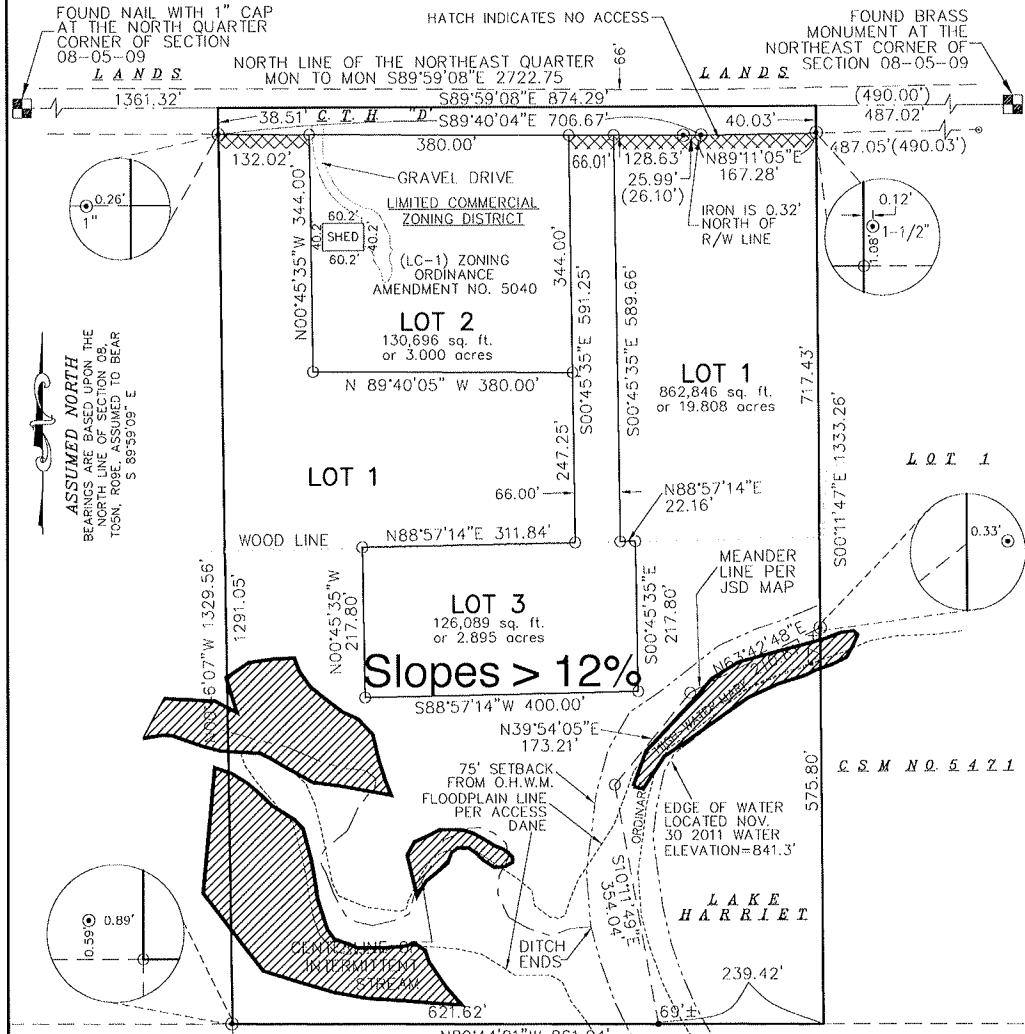 FOUND NAIL WITH 1" CAP
AT THE NORTH QUARTER
CORNER OF SECTION
08-05-09
LANDS
HATCH INDICATES NO ACCESS
FOUND BRASS
MONUMENT AT THE
NORTHEAST CORNER OF
SECTION 08-05-09
NORTH LINE OF THE NORTHEAST QUARTER
MON TO MON S89°59'08"E 2722.75
66'
LANDS
1361.32'
S89°59'08"E 874.29'
(490.00')
487.02'
38.51'
C.T.H. "D"
S89°40'04"E 706.67'
40.03'
487.05'(490.03')
132.02'
380.00'
66.01'
128.63'
N89°11'05"E
167.28'
25.99'
(26.10')
0.26'
1"
GRAVEL DRIVE
LIMITED COMMERCIAL
ZONING DISTRICT
IRON IS 0.32'
NORTH OF
R/W LINE
0.12'
1-1/2"
1.08'
N00°45'35"W 344.00'
60.2'
40.2'
SHED
40.2'
60.2'
(LC-1) ZONING
ORDINANCE
AMENDMENT NO. 5040
344.00'
S00°45'35"E 591.25'
S00°45'35"E 589.66'
LOT 2
130,696 sq. ft.
or 3.000 acres
N 89°40'05" W 380.00'
LOT 1
862,846 sq. ft.
or 19.808 acres
717.43'
S00°11'47"E 1333.26'
ASSUMED NORTH
BEARINGS ARE BASED UPON THE
NORTH LINE OF SECTION 08,
T05N, R09E, ASSUMED TO BEAR
S 89°59'09" E
LOT 1
247.25'
66.00'
N88°57'14"E
22.16'
LOT 1
WOOD LINE
N88°57'14"E 311.84'
MEANDER
LINE PER
JSD MAP
0.33'
1291.05'
N00°45'35"W
217.80'
LOT 3
126,089 sq. ft.
or 2.895 acres
S00°45'35"E
217.80'
Slopes > 12%
S88°57'14"W 400.00'
N63°42'48"E
HIGH WATER MARK
N39°54'05"E
173.21'
75' SETBACK
FROM O.H.W.M.
FLOODPLAIN LINE
PER ACCESS
DANE
EDGE OF WATER
LOCATED NOV.
30 2011 WATER
ELEVATION=841.3'
575.80'
CSM NO. 5471
S10°11'49"E
354.04'
LAKE
HARRIET
0.89'
0.59'
CENTERLINE OF
INTERMITTENT
STREAM
DITCH
ENDS
239.42'
621.62'
69'±